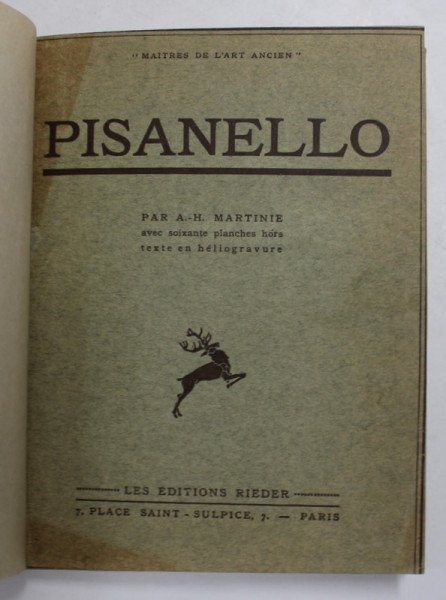 "MAITRES DE L'ART ANCIEN"
PISANELLO
PAR A.-H. MARTINIE
avec soixante planches hors
texte en héliogravure
LES ÉDITIONS RIEDER
7, PLACE SAINT-SULPICE, 7. — PARIS